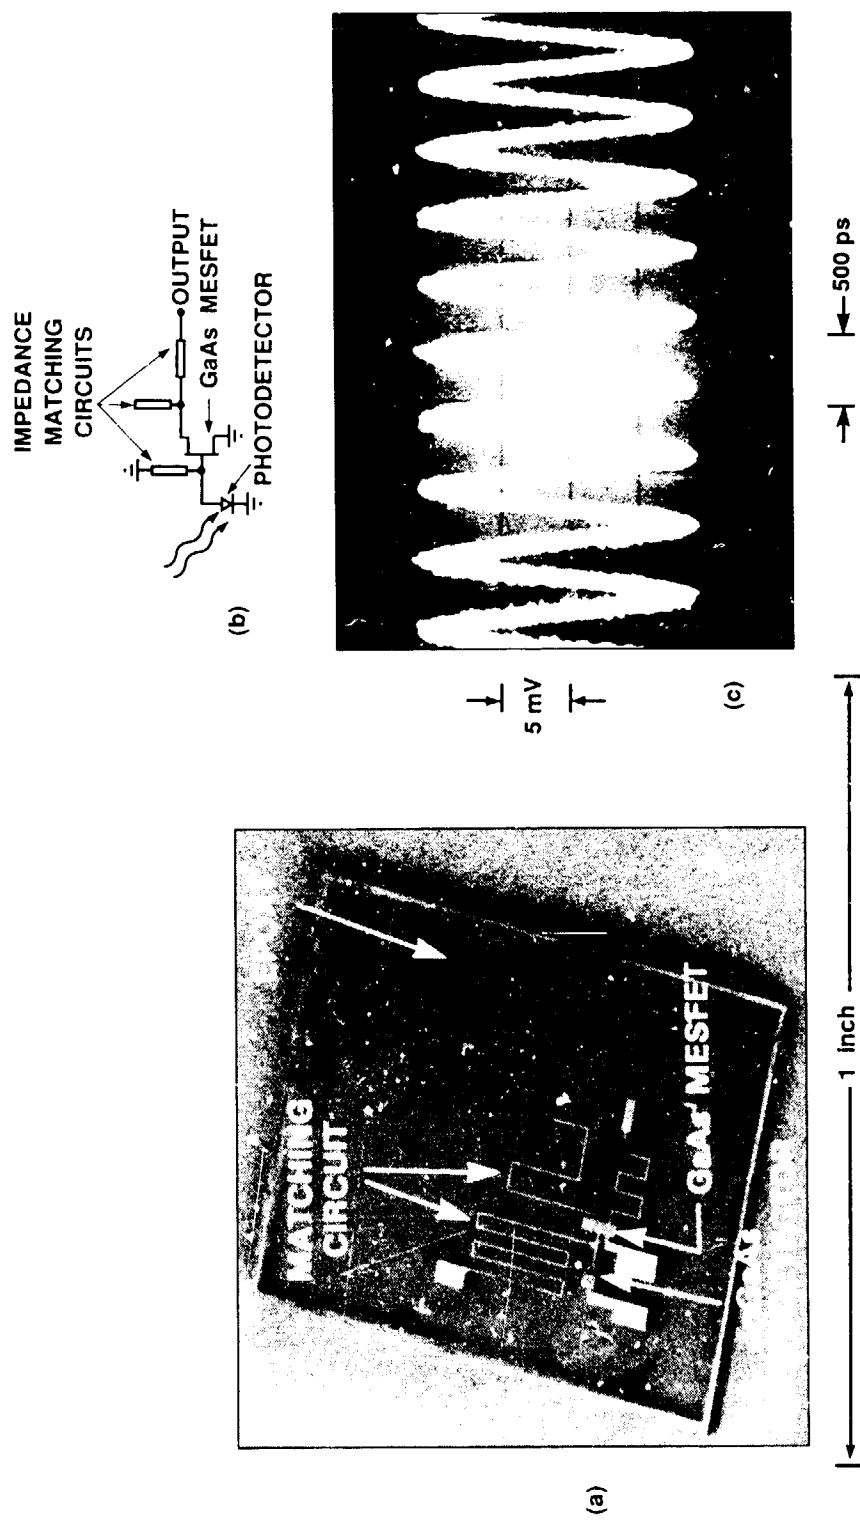 MATCHING
CIRCUIT
GaAs MESFET
1 inch
(a)
IMPEDANCE
MATCHING
CIRCUITS
OUTPUT
GaAs MESFET
PHOTODETECTOR
(b)
5 mV
500 ps
(c)